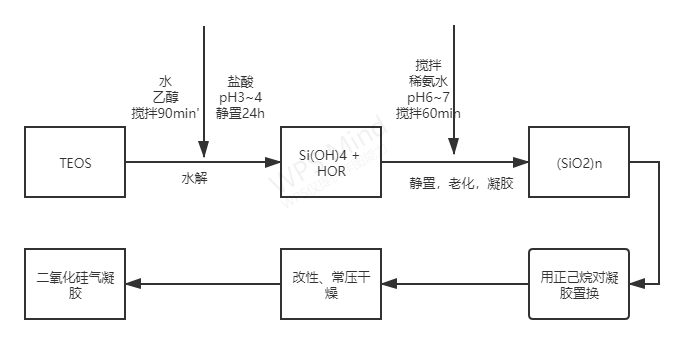 水
乙醇
搅拌90min'
盐酸
pH3~4
静置24h
搅拌
稀氨水
pH6~7
搅拌60min
TEOS
水解
Si(OH)4 +
HOR
静置，老化，凝胶
(SiO2)n
二氧化硅气凝
胶
改性、常压干
燥
用正己烷对凝
胶置换